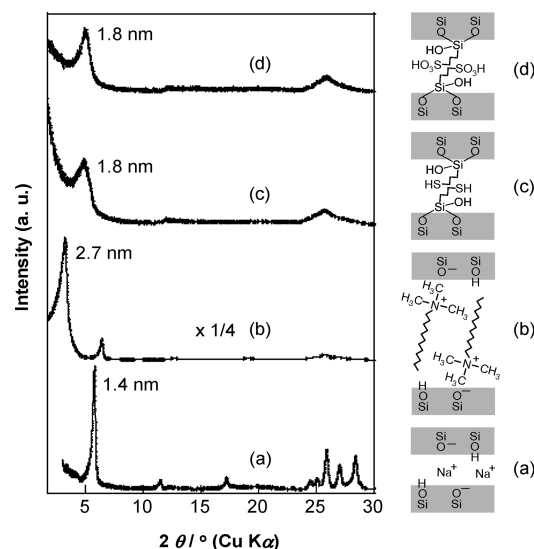 1.8 nm
(d)
1.8 nm
(c)
2.7 nm
x 1/4
(b)
1.4 nm
(a)
Intensity (a. u.)
5 10 15 20 25 30
2 θ / ° (Cu Kα)
Si Si
O O
HO Si
HO₃S SO₃H
Si OH
O O
Si Si
(d)
Si Si
O O
HO Si
HS SH
Si OH
O O
Si Si
(c)
Si Si
O⁻ O
H
H₃C CH₃
N⁺
CH₃
H₃C N⁺
H₃C CH₃
H
O O⁻
Si Si
(b)
Si Si
O⁻ O
H
Na⁺ Na⁺
H
O O⁻
Si Si
(a)